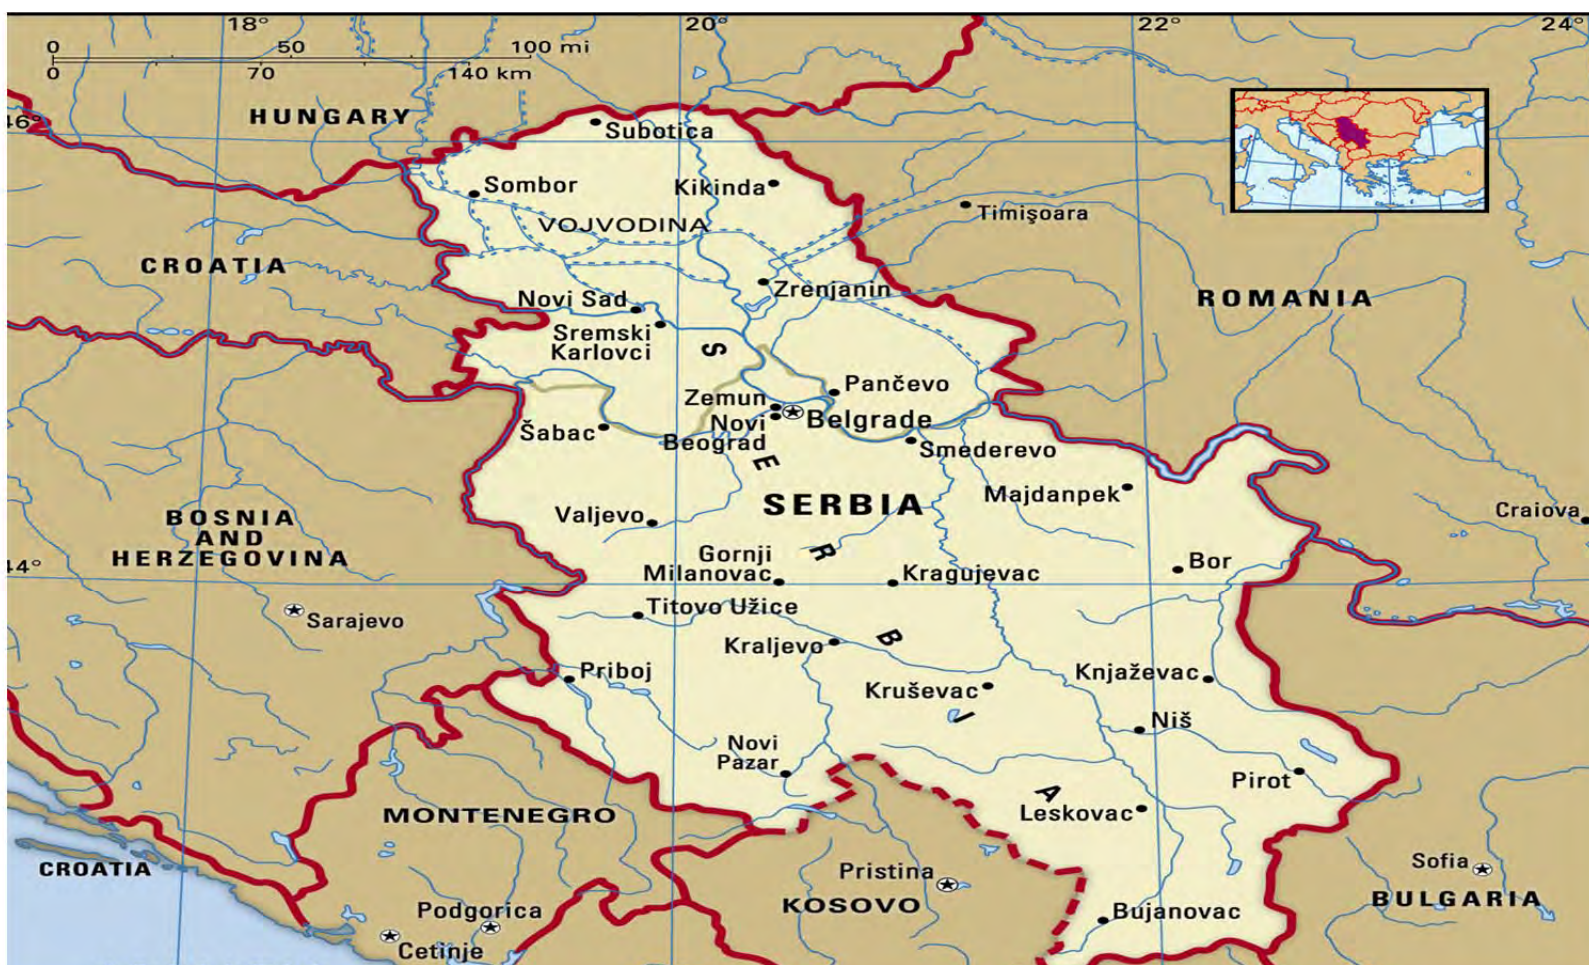 18°
20°
22°
24°
0 50 100 mi
0 70 140 km
HUNGARY
46°
Subotica
Sombor
Kikinda
VOJVODINA
Timişoara
CROATIA
Zrenjanin
ROMANIA
Novi Sad
Sremski
Karlovci
S
Pančevo
Zemun
Belgrade
Novi
Beograd
Šabac
Smederevo
E
Majdanpek
SERBIA
Craiova
Valjevo
BOSNIA
AND
HERZEGOVINA
R
Gornji
Milanovac
Bor
44°
Kragujevac
Titovo Užice
Sarajevo
B
Kraljevo
Priboj
Knjaževac
Kruševac
I
Niš
Novi
Pazar
Pirot
A
Leskovac
MONTENEGRO
CROATIA
Pristina
Sofia
KOSOVO
BULGARIA
Podgorica
Bujanovac
Cetinje